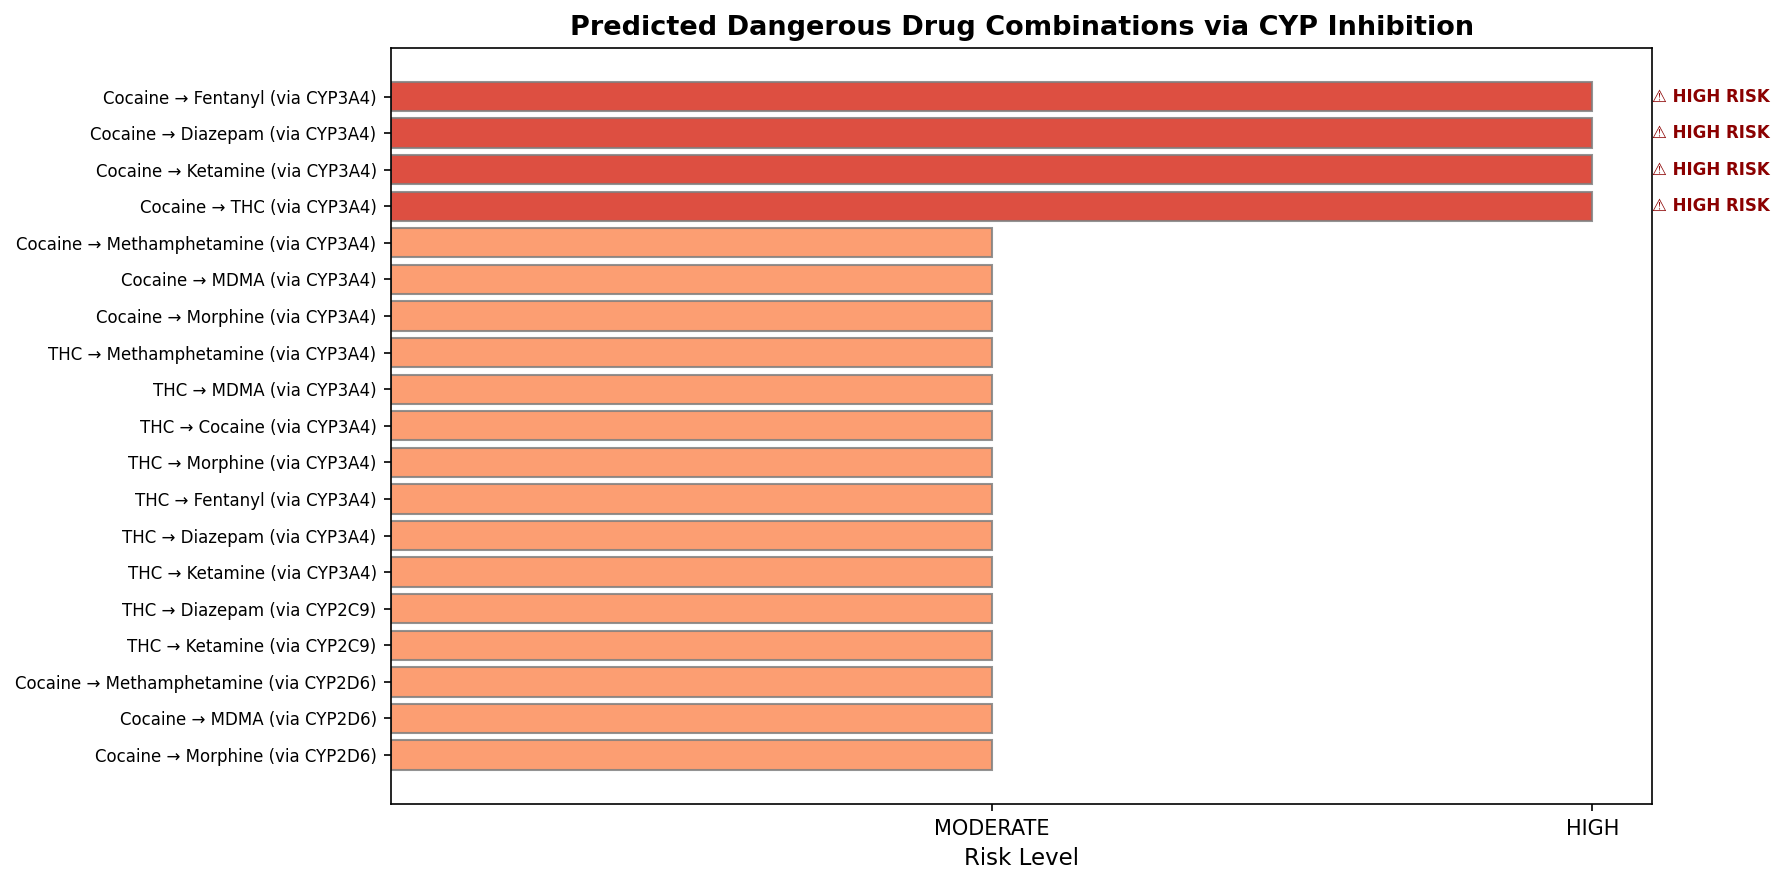 Predicted Dangerous Drug Combinations via CYP Inhibition
Cocaine → Fentanyl (via CYP3A4)
⚠ HIGH RISK
Cocaine → Diazepam (via CYP3A4)
⚠ HIGH RISK
Cocaine → Ketamine (via CYP3A4)
⚠ HIGH RISK
Cocaine → THC (via CYP3A4)
⚠ HIGH RISK
Cocaine → Methamphetamine (via CYP3A4)
Cocaine → MDMA (via CYP3A4)
Cocaine → Morphine (via CYP3A4)
THC → Methamphetamine (via CYP3A4)
THC → MDMA (via CYP3A4)
THC → Cocaine (via CYP3A4)
THC → Morphine (via CYP3A4)
THC → Fentanyl (via CYP3A4)
THC → Diazepam (via CYP3A4)
THC → Ketamine (via CYP3A4)
THC → Diazepam (via CYP2C9)
THC → Ketamine (via CYP2C9)
Cocaine → Methamphetamine (via CYP2D6)
Cocaine → MDMA (via CYP2D6)
Cocaine → Morphine (via CYP2D6)
MODERATE
HIGH
Risk Level